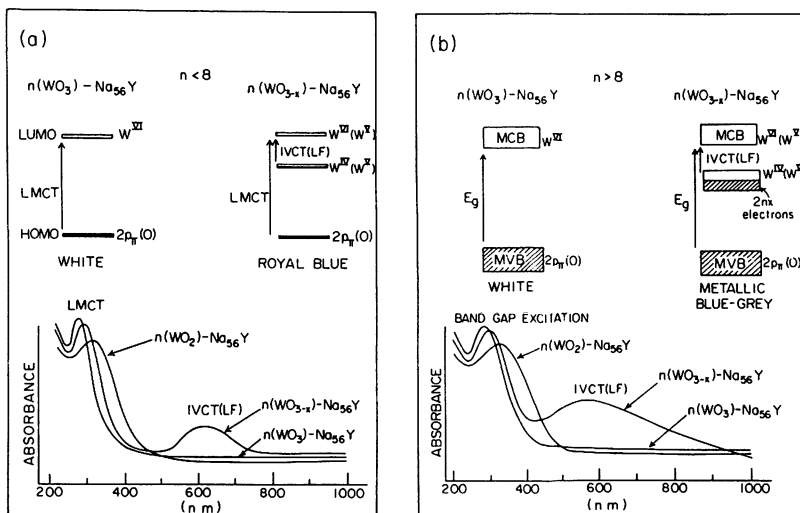 (a)
n(WO₃)-Na₅₆Y n<8 n(WO₃₋ₓ)-Na₅₆Y
LUMO W^VI W^VI(W^V)
IVCT(LF)
W^IV(W^V)
LMCT LMCT
HOMO 2pπ(O) 2pπ(O)
WHITE ROYAL BLUE
LMCT
n(WO₂)-Na₅₆Y
IVCT(LF)
n(WO₃₋ₓ)-Na₅₆Y
n(WO₃)-Na₅₆Y
ABSORBANCE
200 400 600 800 1000
(nm)
(b)
n>8
n(WO₃)-Na₅₆Y n(WO₃₋ₓ)-Na₅₆Y
MCB W^VI MCB W^VI(W^V)
IVCT(LF)
W^IV(W^V)
Eg Eg
2nx
electrons
MVB 2pπ(O) MVB 2pπ(O)
WHITE METALLIC
BLUE-GREY
BAND GAP EXCITATION
n(WO₂)-Na₅₆Y
IVCT(LF)
n(WO₃₋ₓ)-Na₅₆Y
n(WO₃)-Na₅₆Y
ABSORBANCE
200 400 600 800 1000
(nm)